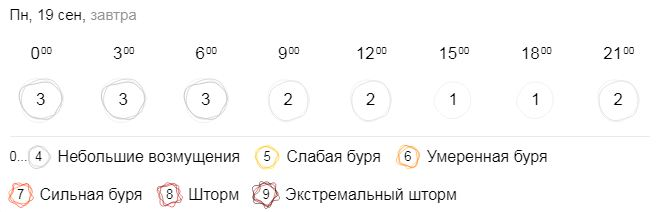 Пн, 19 сен, завтра
0⁰⁰ 3⁰⁰ 6⁰⁰ 9⁰⁰ 12⁰⁰ 15⁰⁰ 18⁰⁰ 21⁰⁰
3 3 3 2 2 1 1 2
0...4 Небольшие возмущения 5 Слабая буря 6 Умеренная буря
7 Сильная буря 8 Шторм 9 Экстремальный шторм